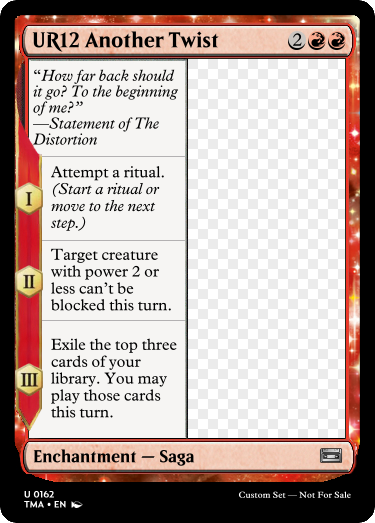 UR12 Another Twist 2
“How far back should
it go? To the beginning
of me?”
—Statement of The
Distortion
I
Attempt a ritual.
(Start a ritual or
move to the next
step.)
II
Target creature
with power 2 or
less can’t be
blocked this turn.
III
Exile the top three
cards of your
library. You may
play those cards
this turn.
Enchantment — Saga
U 0162
TMA • EN
Custom Set — Not For Sale